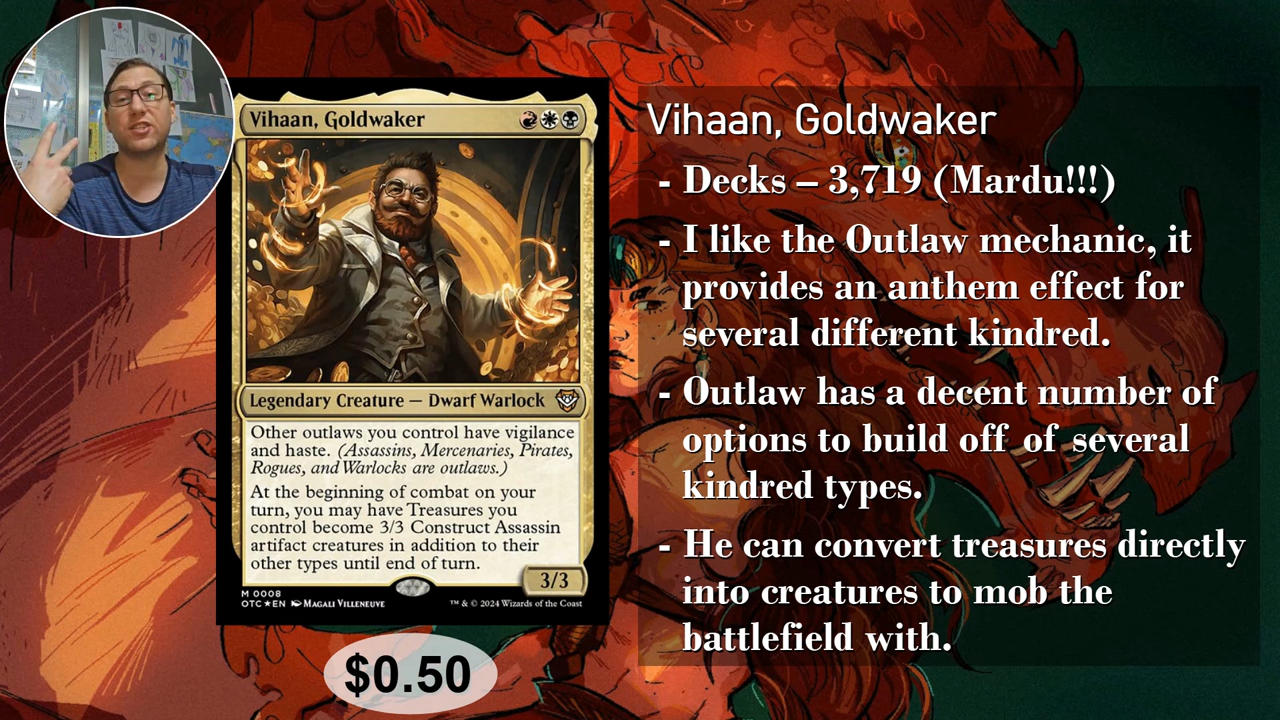 Vihaan, Goldwaker
Legendary Creature — Dwarf Warlock
Other outlaws you control have vigilance
and haste. (Assassins, Mercenaries, Pirates,
Rogues, and Warlocks are outlaws.)
At the beginning of combat on your
turn, you may have Treasures you
control become 3/3 Construct Assassin
artifact creatures in addition to their
other types until end of turn.
3/3
M 0008
OTC ★ EN Magali Villeneuve
™ & © 2024 Wizards of the Coast
$0.50
Vihaan, Goldwaker
- Decks – 3,719 (Mardu!!!)
- I like the Outlaw mechanic, it
provides an anthem effect for
several different kindred.
- Outlaw has a decent number of
options to build off of several
kindred types.
- He can convert treasures directly
into creatures to mob the
battlefield with.